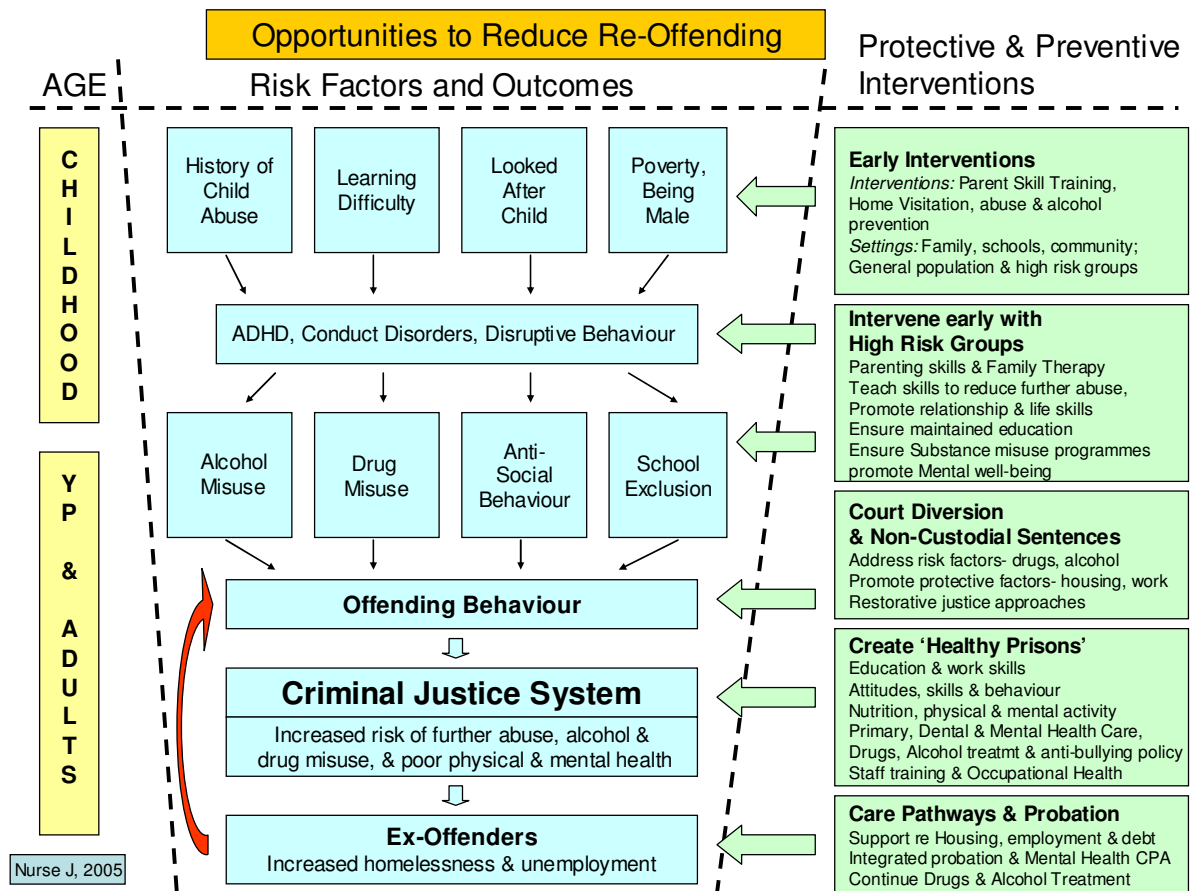 Opportunities to Reduce Re-Offending
AGE
Risk Factors and Outcomes
Protective & Preventive
Interventions
C
H
I
L
D
H
O
O
D
History of
Child
Abuse
Learning
Difficulty
Looked
After
Child
Poverty,
Being
Male
Early Interventions
Interventions: Parent Skill Training,
Home Visitation, abuse & alcohol
prevention
Settings: Family, schools, community;
General population & high risk groups
ADHD, Conduct Disorders, Disruptive Behaviour
Intervene early with
High Risk Groups
Parenting skills & Family Therapy
Teach skills to reduce further abuse,
Promote relationship & life skills
Ensure maintained education
Ensure Substance misuse programmes
promote Mental well-being
Y P
&
A
D
U
L
T
S
Alcohol
Misuse
Drug
Misuse
Anti-
Social
Behaviour
School
Exclusion
Court Diversion
& Non-Custodial Sentences
Address risk factors- drugs, alcohol
Promote protective factors- housing, work
Restorative justice approaches
Offending Behaviour
Criminal Justice System
Increased risk of further abuse, alcohol &
drug misuse, & poor physical & mental health
Create ‘Healthy Prisons’
Education & work skills
Attitudes, skills & behaviour
Nutrition, physical & mental activity
Primary, Dental & Mental Health Care,
Drugs, Alcohol treatmt & anti-bullying policy
Staff training & Occupational Health
Ex-Offenders
Increased homelessness & unemployment
Care Pathways & Probation
Support re Housing, employment & debt
Integrated probation & Mental Health CPA
Continue Drugs & Alcohol Treatment
Nurse J, 2005